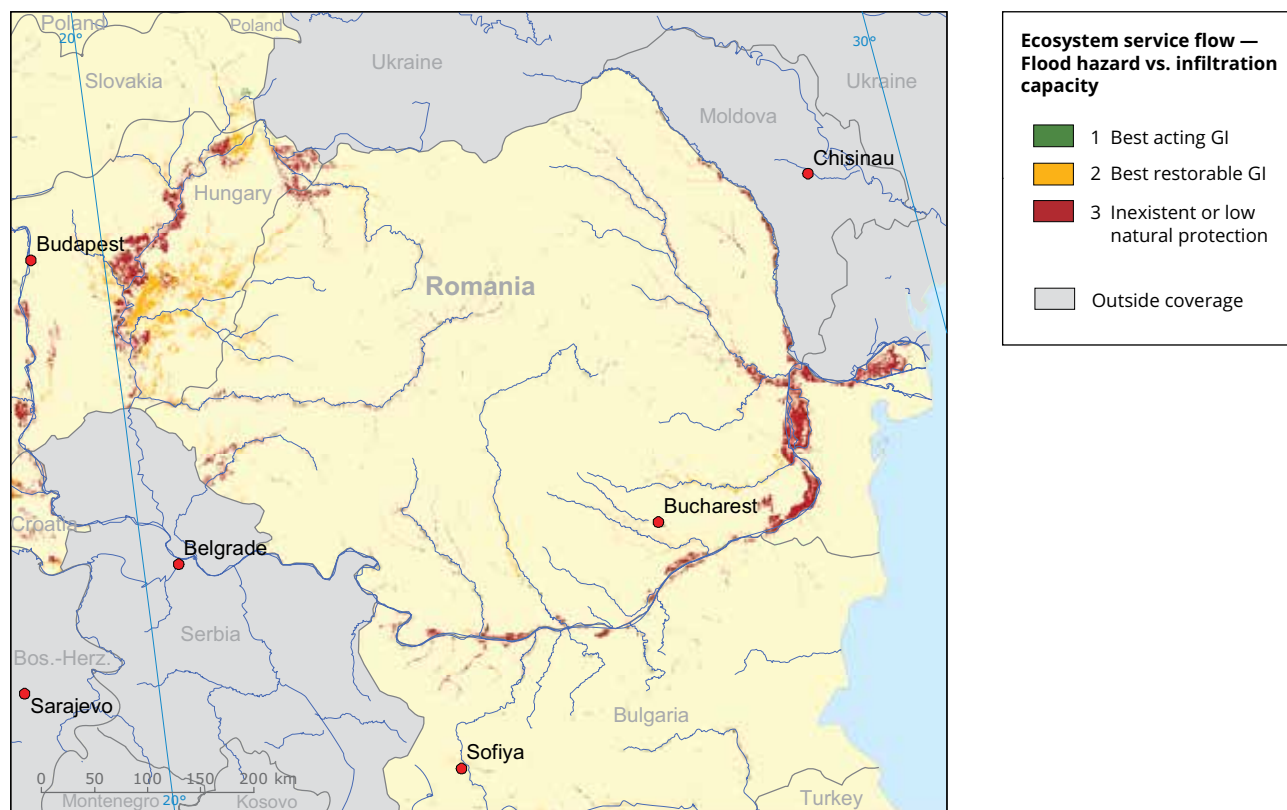 Poland
Poland
20°
30°
Ukraine
Slovakia
Ukraine
Moldova
Chisinau
Hungary
Budapest
Romania
Bucharest
Croatia
Belgrade
Serbia
Bos.-Herz.
Sarajevo
Bulgaria
Sofiya
0 50 100 150 200 km
Montenegro
20°
Kosovo
Turkey
Ecosystem service flow —
Flood hazard vs. infiltration
capacity
1 Best acting GI
2 Best restorable GI
3 Inexistent or low
natural protection
Outside coverage